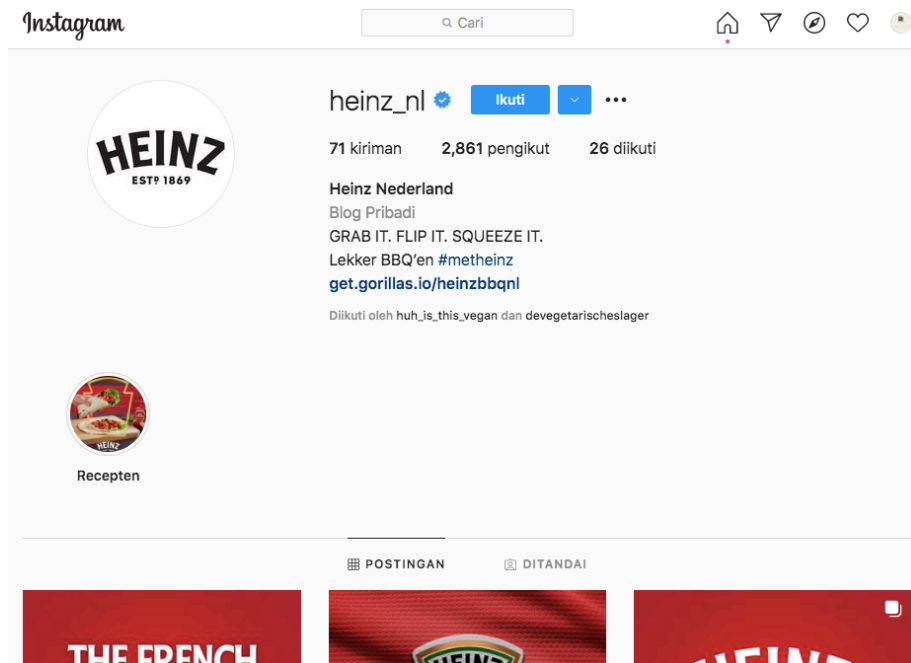 Instagram
Cari
HEINZ
ESTD 1869
heinz_nl
Ikuti
71 kiriman 2,861 pengikut 26 diikuti
Heinz Nederland
Blog Pribadi
GRAB IT. FLIP IT. SQUEEZE IT.
Lekker BBQ'en #metheinz
get.gorillas.io/heinzbbqnl
Diikuti oleh huh_is_this_vegan dan devegetarischeslager
HEINZ
Recepten
POSTINGAN DITANDAI
THE FRENCH
HEINZ
HEINZ